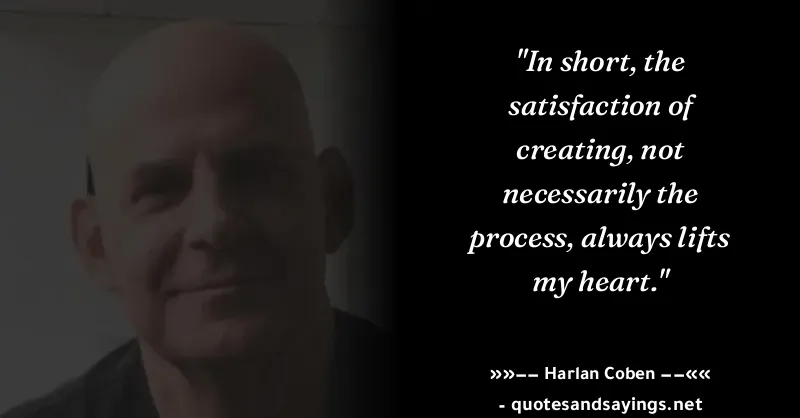 "In short, the
satisfaction of
creating, not
necessarily the
process, always lifts
my heart."
»»−− Harlan Coben −−««
- quotesandsayings.net